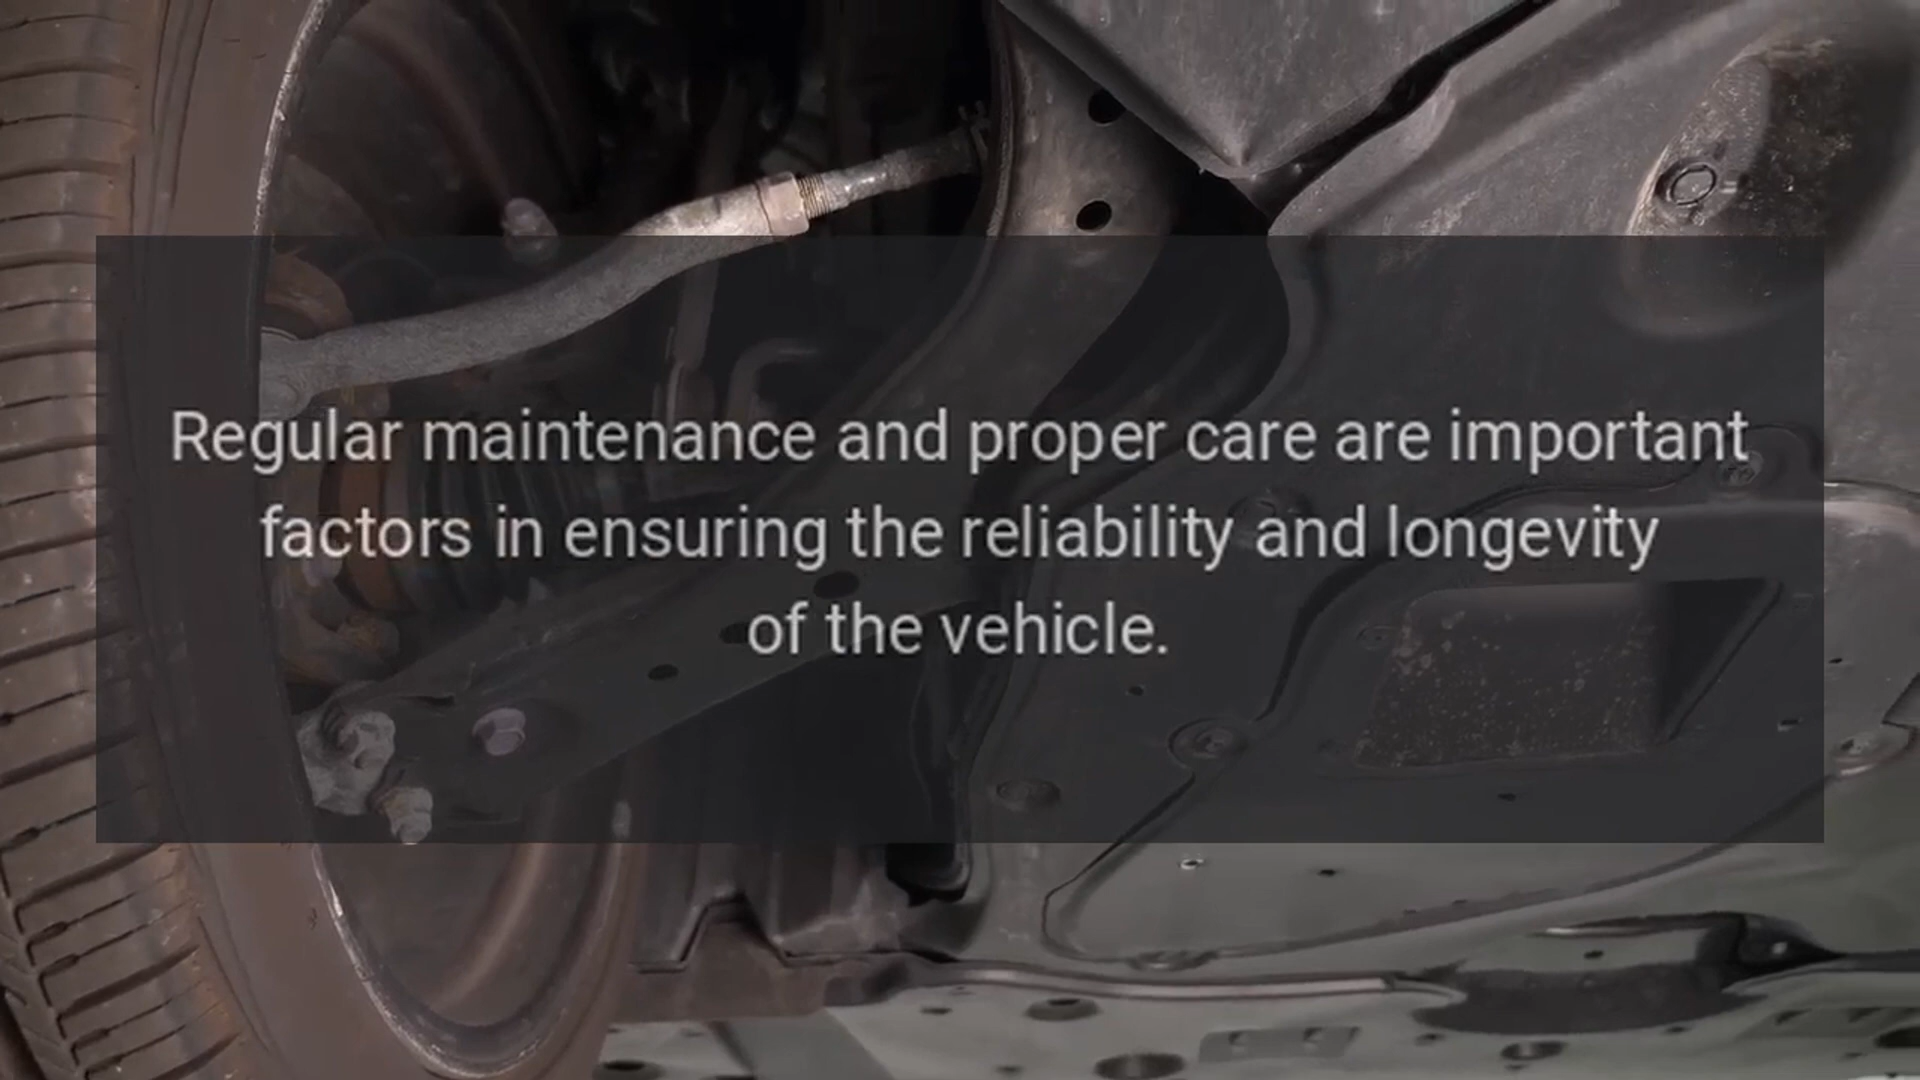 Regular maintenance and proper care are important
factors in ensuring the reliability and longevity
of the vehicle.